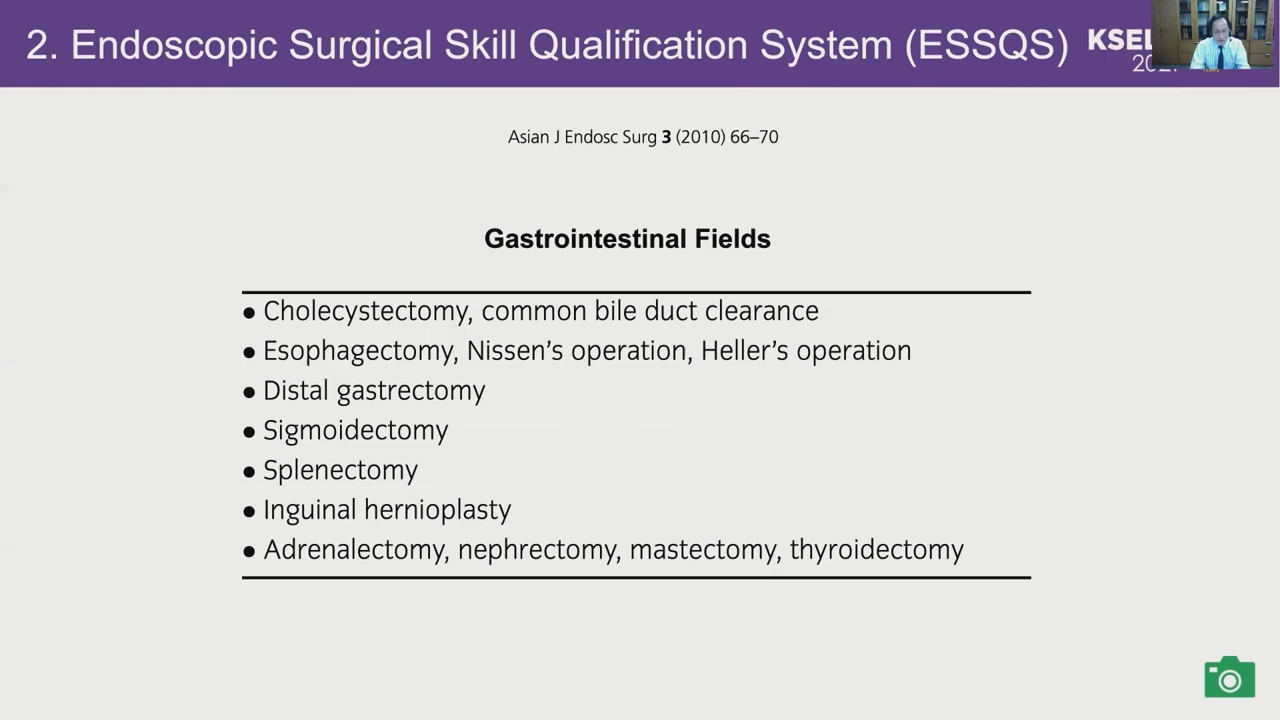 2. Endoscopic Surgical Skill Qualification System (ESSQS)
Asian J Endosc Surg 3 (2010) 66–70
Gastrointestinal Fields
● Cholecystectomy, common bile duct clearance
● Esophagectomy, Nissen’s operation, Heller’s operation
● Distal gastrectomy
● Sigmoidectomy
● Splenectomy
● Inguinal hernioplasty
● Adrenalectomy, nephrectomy, mastectomy, thyroidectomy